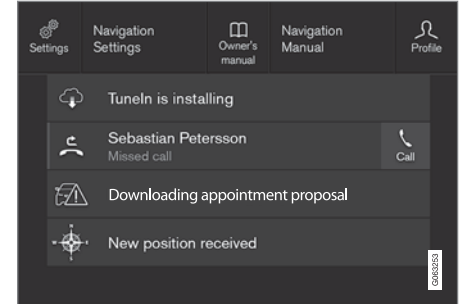 Settings
Navigation
Settings
Owner's
manual
Navigation
Manual
Profile
TuneIn is installing
Sebastian Petersson
Missed call
Call
Downloading appointment proposal
New position received
G063253